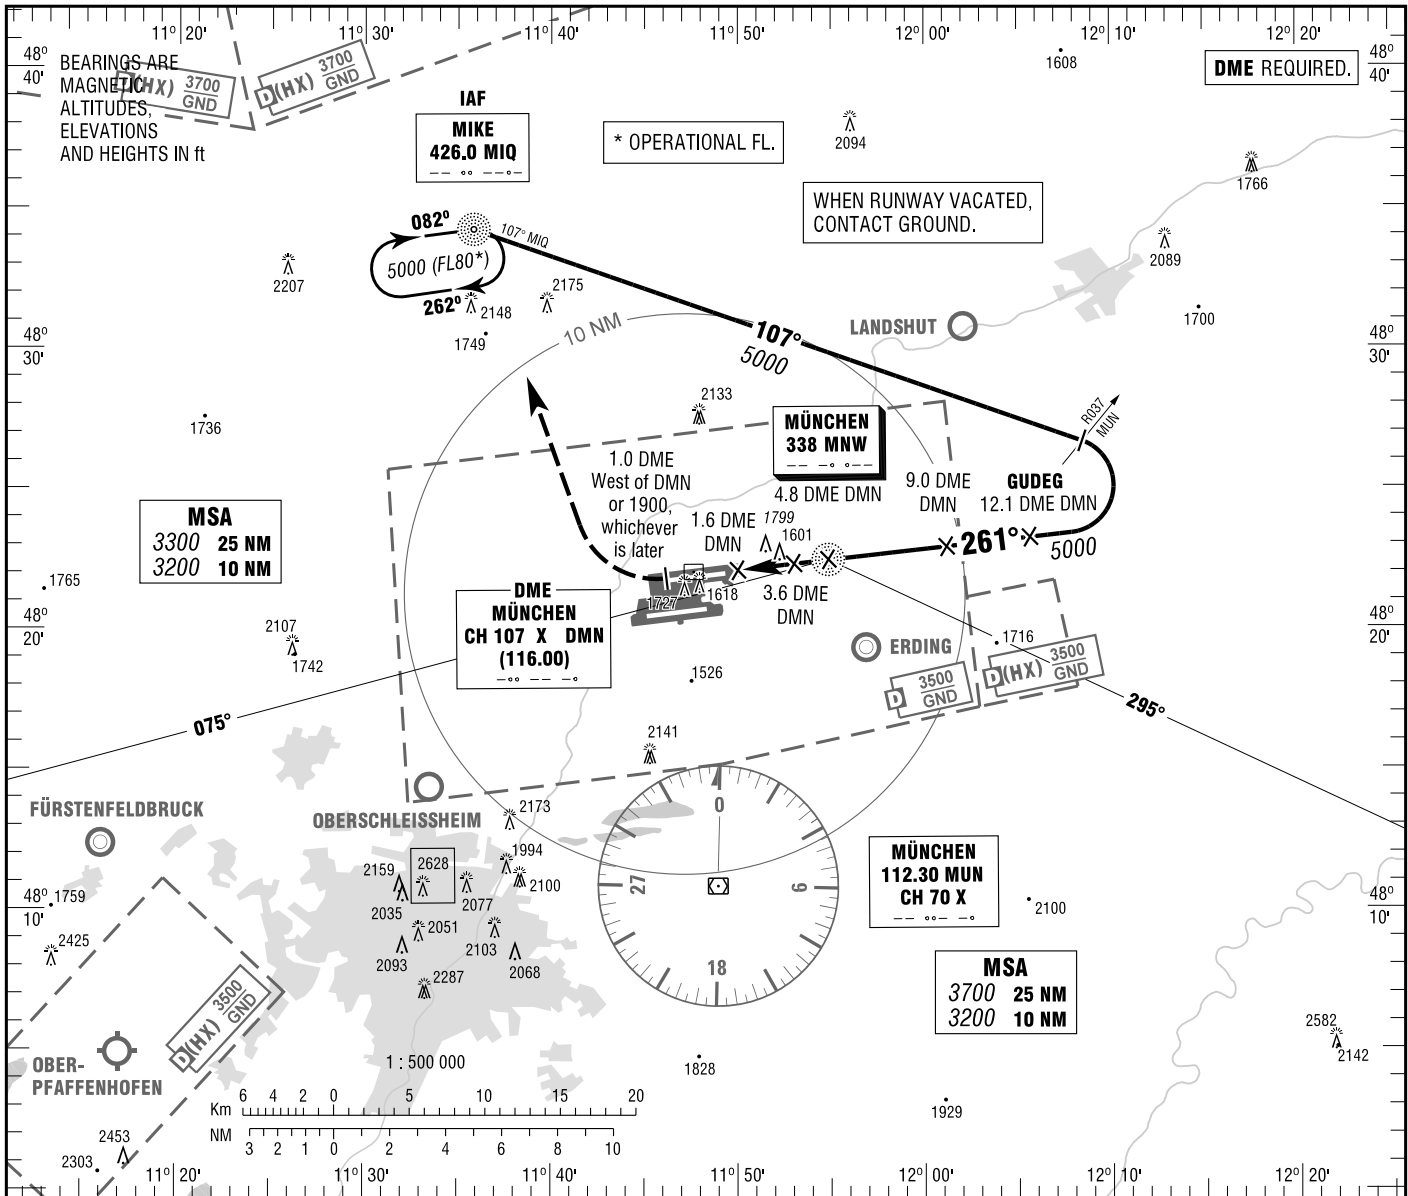 11° 20'
11° 30'
11° 40'
11° 50'
12° 00'
12° 10'
12° 20'
48°
40'
48°
40'
BEARINGS ARE
MAGNETIC
ALTITUDES,
ELEVATIONS
AND HEIGHTS IN ft
D(HX) 3700
GND
D(HX) 3700
GND
1608
DME REQUIRED.
IAF
MIKE
426.0 MIQ
* OPERATIONAL FL.
2094
1766
WHEN RUNWAY VACATED,
CONTACT GROUND.
082°
107° MIQ
5000 (FL80*)
262°
2207
2148
2175
1749
2089
1700
10 NM
LANDSHUT
48°
30'
48°
30'
107°
5000
2133
1736
R037
MUN
MÜNCHEN
338 MNW
1.0 DME
West of DMN
or 1900,
whichever
is later
4.8 DME DMN
9.0 DME
DMN
GUDEG
12.1 DME DMN
1.6 DME
DMN
1799
1601
261°
5000
MSA
3300 25 NM
3200 10 NM
1765
1727
1618
3.6 DME
DMN
DME
MÜNCHEN
CH 107 X DMN
(116.00)
48°
20'
48°
20'
2107
1742
ERDING
1716
D 3500
GND
D(HX) 3500
GND
1526
075°
295°
2141
FÜRSTENFELDBRUCK
OBERSCHLEISSHEIM
2173
0
9
18
27
1994
2100
2159
2628
2035
2077
2051
2103
2093
2068
2287
MÜNCHEN
112.30 MUN
CH 70 X
2100
48°
10'
48°
10'
1759
2425
MSA
3700 25 NM
3200 10 NM
D(HX) 3500
GND
2582
2142
OBER-
PFAFFENHOFEN
1 : 500 000
1828
1929
Km 6 4 2 0 5 10 15 20
NM 3 2 1 0 2 4 6 8 10
2453
2303
11° 20'
11° 30'
11° 40'
11° 50'
12° 00'
12° 10'
12° 20'